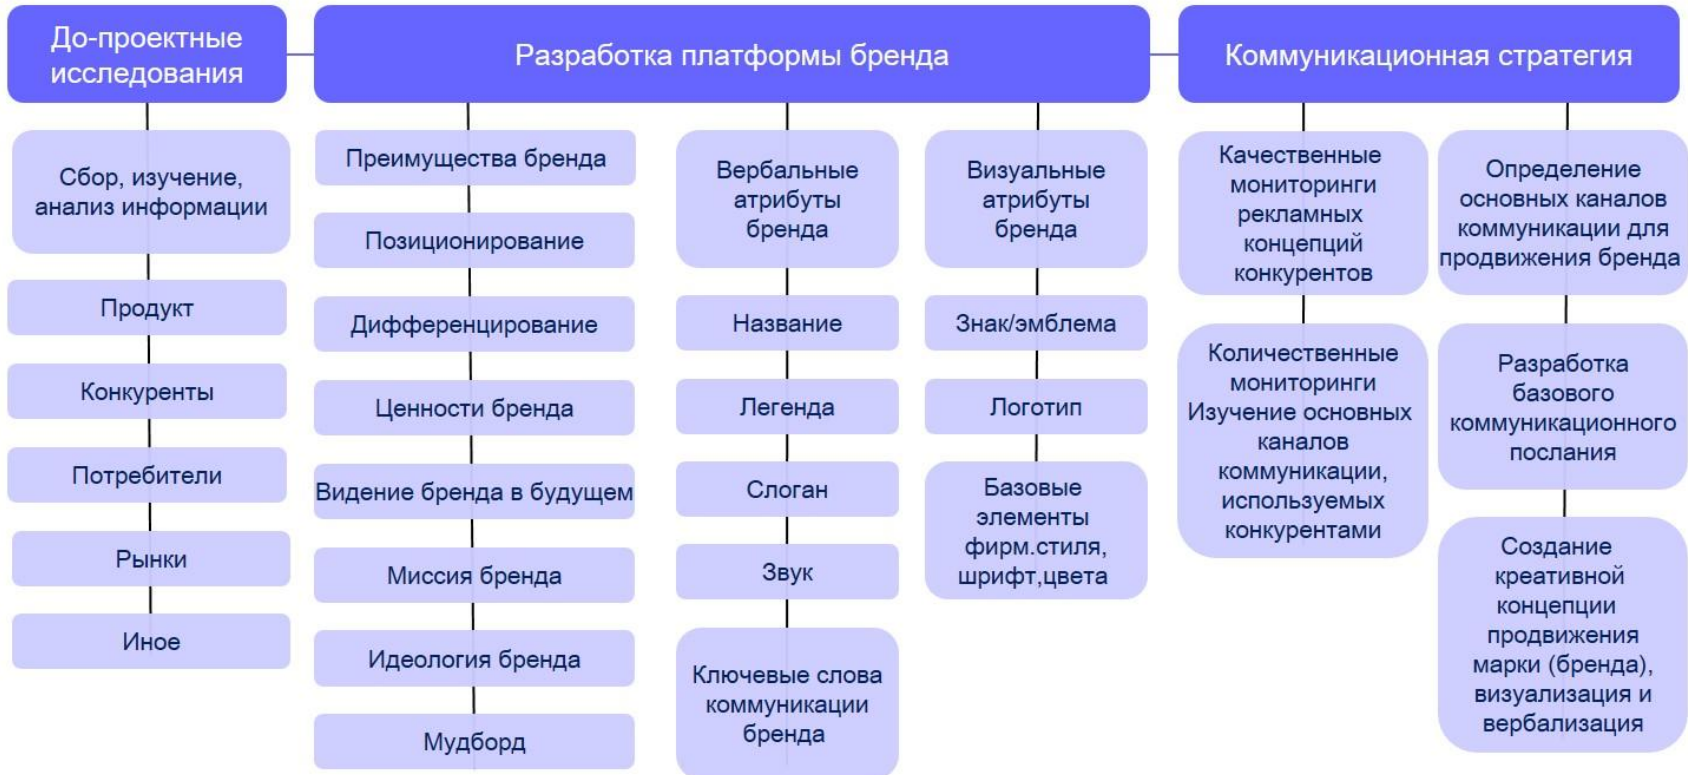 До-проектные
исследования
Сбор, изучение,
анализ информации
Продукт
Конкуренты
Потребители
Рынки
Иное
Разработка платформы бренда
Преимущества бренда
Позиционирование
Дифференцирование
Ценности бренда
Видение бренда в будущем
Миссия бренда
Идеология бренда
Мудборд
Вербальные
атрибуты
бренда
Название
Легенда
Слоган
Звук
Ключевые слова
коммуникации
бренда
Визуальные
атрибуты
бренда
Знак/эмблема
Логотип
Базовые
элементы
фирм.стиля,
шрифт,цвета
Коммуникационная стратегия
Качественные
мониторинги
рекламных
концепций
конкурентов
Количественные
мониторинги
Изучение основных
каналов
коммуникации,
используемых
конкурентами
Определение
основных каналов
коммуникации для
продвижения бренда
Разработка
базового
коммуникационного
послания
Создание
креативной
концепции
продвижения
марки (бренда),
визуализация и
вербализация